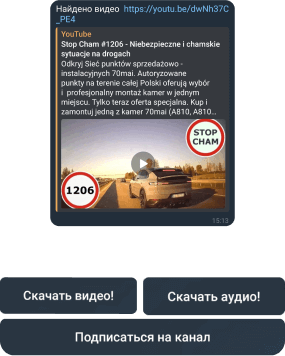 Найдено видео https://youtu.be/dwNh37C
_PE4
YouTube
Stop Cham #1206 - Niebezpieczne i chamskie
sytuacje na drogach
Odkryj Sieć punktów sprzedażowo -
instalacyjnych 70mai. Autoryzowane
punkty na terenie całej Polski oferują wybór
i profesjonalny montaż kamer w jednym
miejscu. Tylko teraz oferta specjalna. Kup i
zamontuj jedną z kamer 70mai (A810, A810...
STOP
CHAM
1206
15:13
Скачать видео!
Скачать аудио!
Подписаться на канал